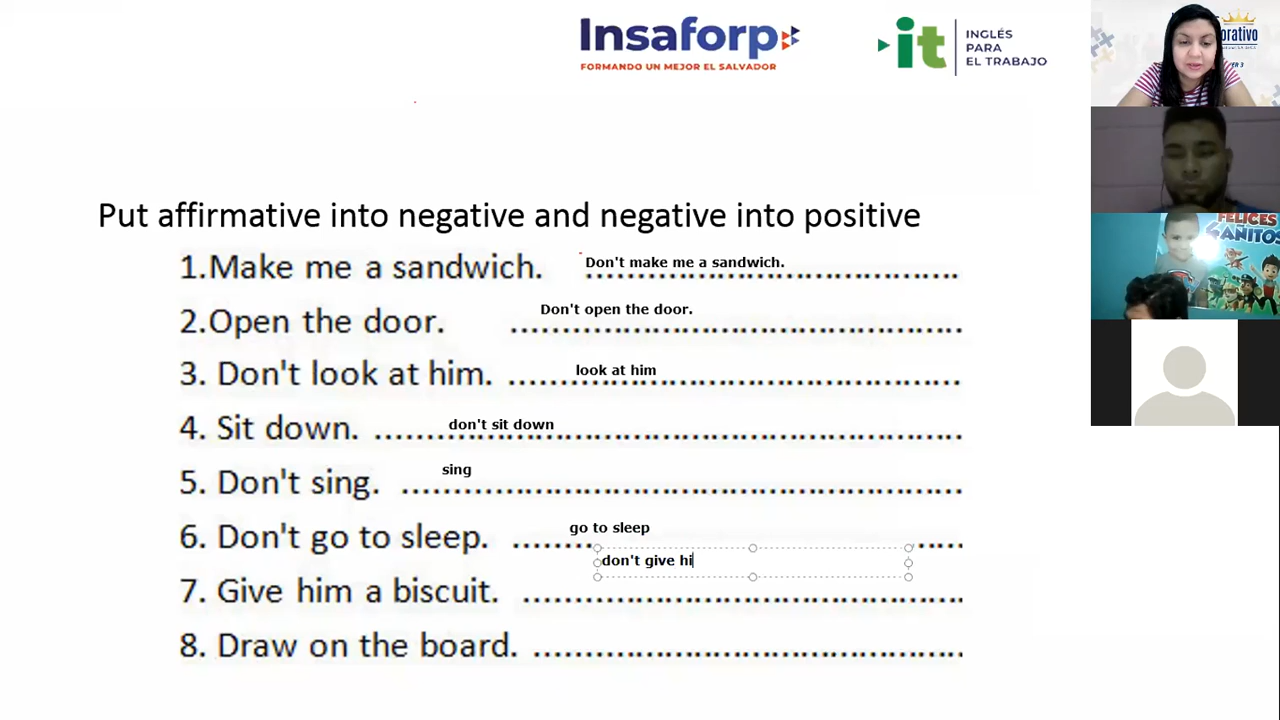 Insaforp
FORMANDO UN MEJOR EL SALVADOR
it
INGLÉS
PARA
EL TRABAJO
orativo
FELICES
6 AÑITOS
Put affirmative into negative and negative into positive
1.Make me a sandwich. Don't make me a sandwich.
2.Open the door. Don't open the door.
3. Don't look at him. look at him
4. Sit down. don't sit down
5. Don't sing. sing
6. Don't go to sleep. go to sleep
don't give hi
7. Give him a biscuit.
8. Draw on the board.